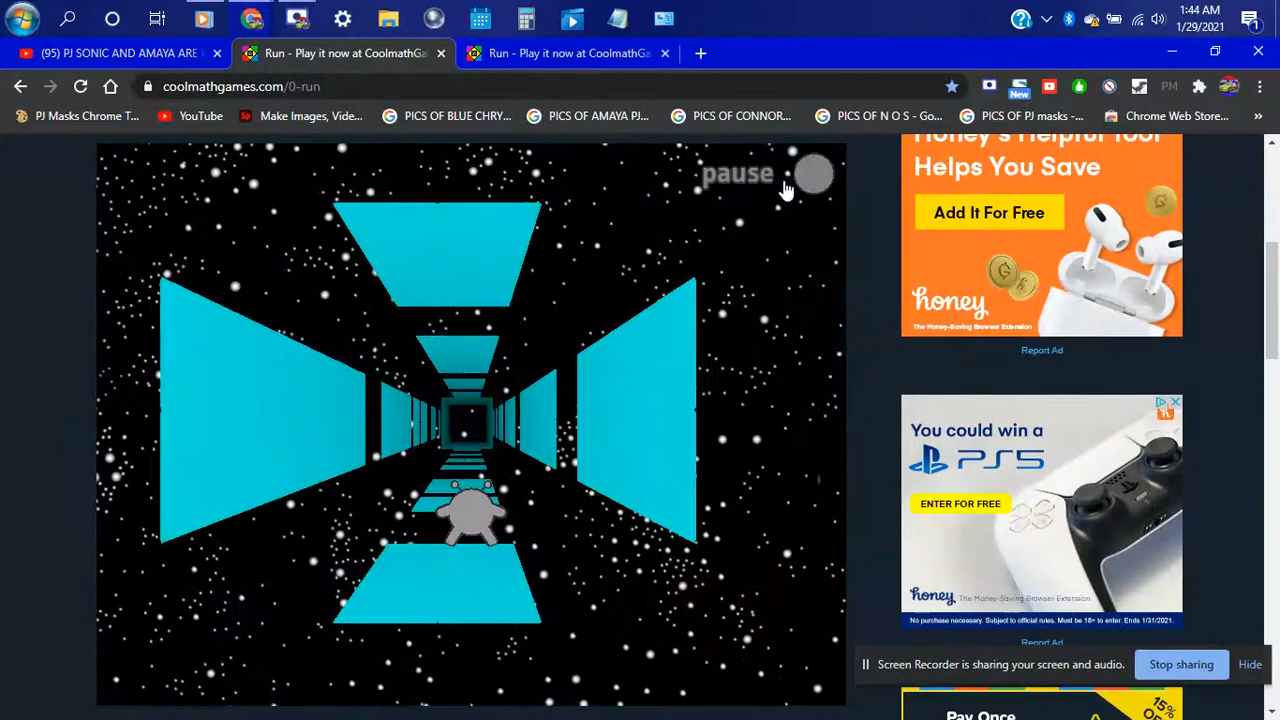 1:44 AM
1/29/2021
(95) PJ SONIC AND AMAYA ARE
Run - Play it now at CoolmathGa
Run - Play it now at CoolmathGa
coolmathgames.com/0-run
New
PM
PJ Masks Chrome T...
YouTube
Make Images, Vide...
PICS OF BLUE CHRY...
PICS OF AMAYA PJ...
PICS OF CONNOR...
PICS OF N O S - Go...
PICS OF PJ masks - ...
Chrome Web Store...
»
pause
Honey's Helpful Tool
Helps You Save
Add It For Free
honey
The Money-Saving Browser Extension
Report Ad
You could win a
PS5
ENTER FOR FREE
honey The Money-Saving Browser Extension
No purchase necessary. Subject to official rules. Must be 18+ to enter. Ends 1/31/2021.
Report Ad
Screen Recorder is sharing your screen and audio.
Stop sharing
Hide
Pay Once
15%